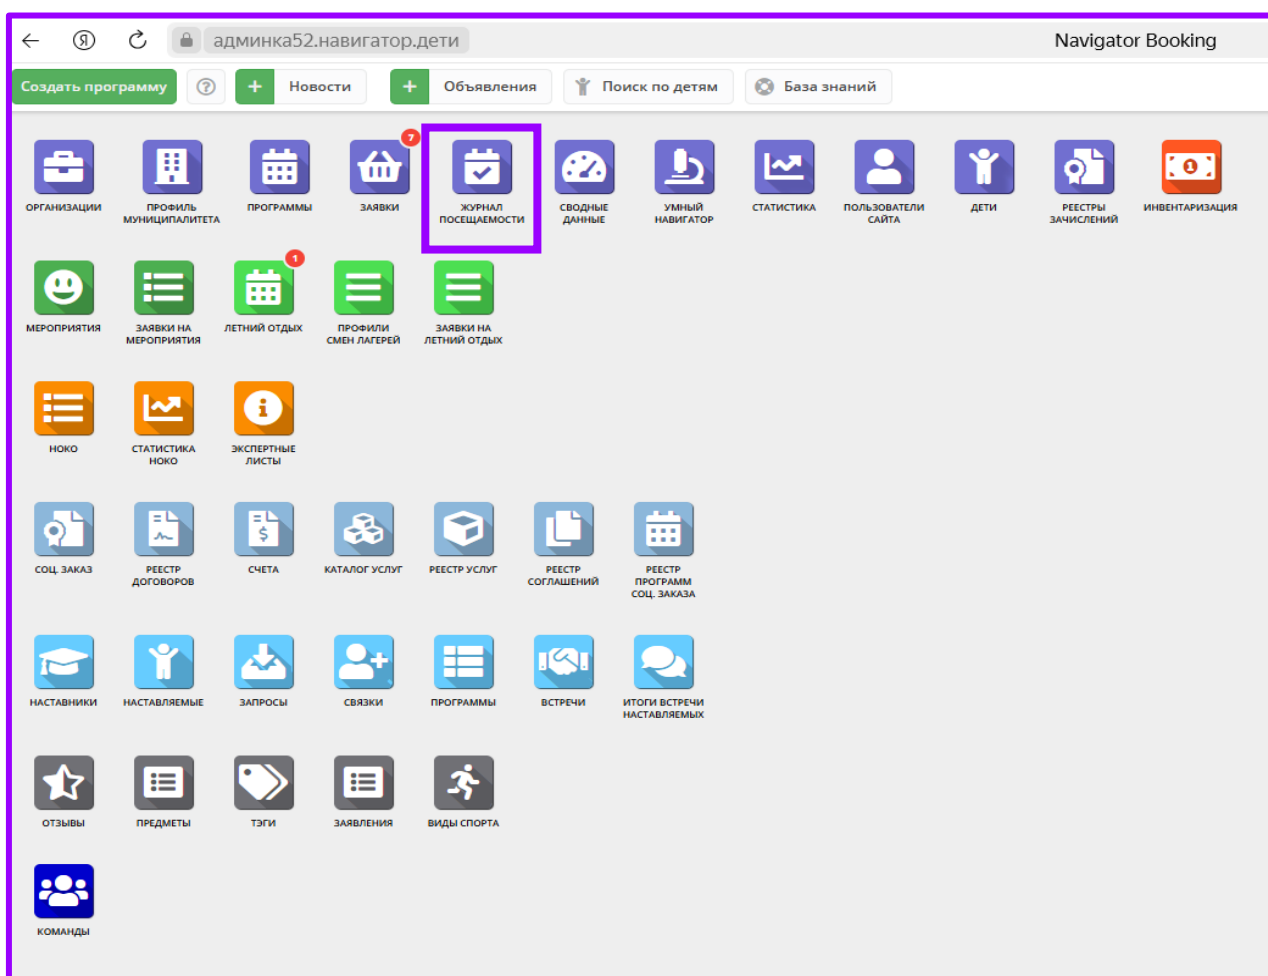 админка52.навигатор.дети
Navigator Booking
Создать программу
Новости
Объявления
Поиск по детям
База знаний
7
ОРГАНИЗАЦИИ
ПРОФИЛЬ
МУНИЦИПАЛИТЕТА
ПРОГРАММЫ
ЗАЯВКИ
ЖУРНАЛ
ПОСЕЩАЕМОСТИ
СВОДНЫЕ
ДАННЫЕ
УМНЫЙ
НАВИГАТОР
СТАТИСТИКА
ПОЛЬЗОВАТЕЛИ
САЙТА
ДЕТИ
РЕЕСТРЫ
ЗАЧИСЛЕНИЙ
ИНВЕНТАРИЗАЦИЯ
1
МЕРОПРИЯТИЯ
ЗАЯВКИ НА
МЕРОПРИЯТИЯ
ЛЕТНИЙ ОТДЫХ
ПРОФИЛИ
СМЕН ЛАГЕРЕЙ
ЗАЯВКИ НА
ЛЕТНИЙ ОТДЫХ
НОКО
СТАТИСТИКА
НОКО
ЭКСПЕРТНЫЕ
ЛИСТЫ
СОЦ. ЗАКАЗ
РЕЕСТР
ДОГОВОРОВ
СЧЕТА
КАТАЛОГ УСЛУГ
РЕЕСТР УСЛУГ
РЕЕСТР
СОГЛАШЕНИЙ
РЕЕСТР
ПРОГРАММ
СОЦ. ЗАКАЗА
НАСТАВНИКИ
НАСТАВЛЯЕМЫЕ
ЗАПРОСЫ
СВЯЗКИ
ПРОГРАММЫ
ВСТРЕЧИ
ИТОГИ ВСТРЕЧИ
НАСТАВЛЯЕМЫХ
ОТЗЫВЫ
ПРЕДМЕТЫ
ТЭГИ
ЗАЯВЛЕНИЯ
ВИДЫ СПОРТА
КОМАНДЫ